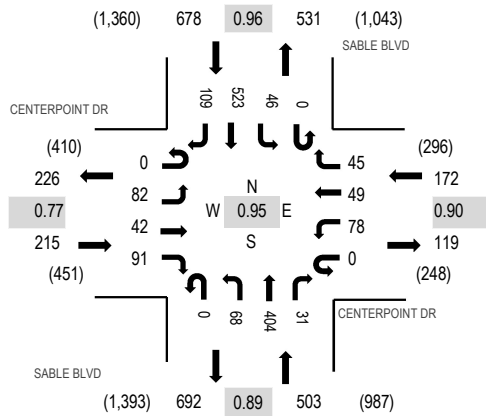 (1,360) 678 0.96 531 (1,043)
SABLE BLVD
109 523 46 0
CENTERPOINT DR
(410)
226
0.77
215
(451)
0
82
42
91
N
W 0.95 E
S
45
49
78
0
(296)
172
0.90
119
(248)
0 68 404 31
CENTERPOINT DR
SABLE BLVD
(1,393) 692 0.89 503 (987)